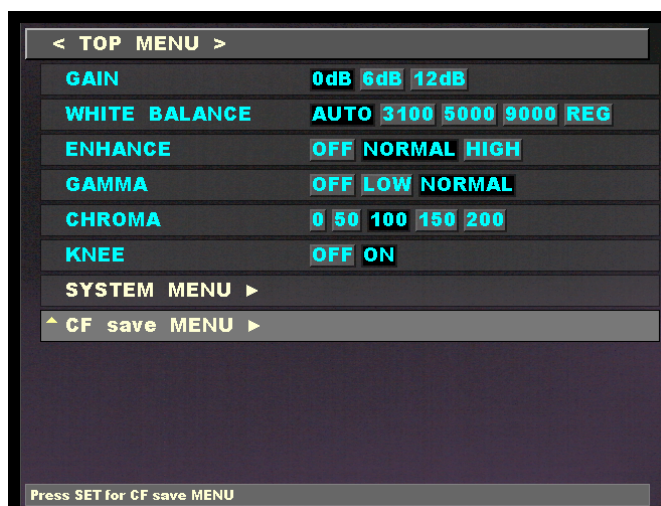 < TOP MENU >
GAIN 0dB 6dB 12dB
WHITE BALANCE AUTO 3100 5000 9000 REG
ENHANCE OFF NORMAL HIGH
GAMMA OFF LOW NORMAL
CHROMA 0 50 100 150 200
KNEE OFF ON
SYSTEM MENU ►
CF save MENU ►
Press SET for CF save MENU